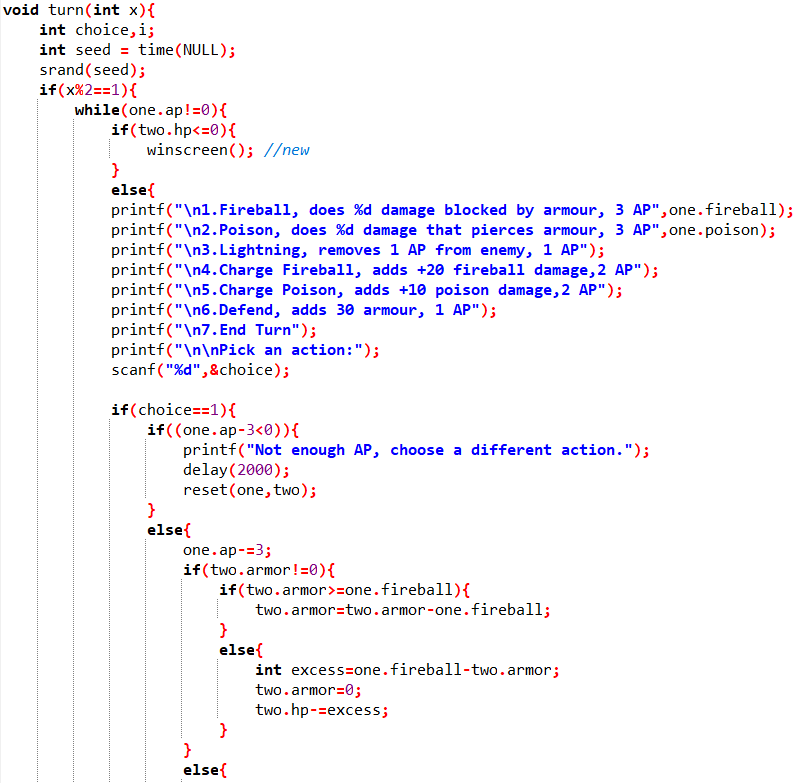 void turn(int x){
int choice,i;
int seed = time(NULL);
srand(seed);
if(x%2==1){
while(one.ap!=0){
if(two.hp<=0){
winscreen(); //new
}
else{
printf("\n1.Fireball, does %d damage blocked by armour, 3 AP",one.fireball);
printf("\n2.Poison, does %d damage that pierces armour, 3 AP",one.poison);
printf("\n3.Lightning, removes 1 AP from enemy, 1 AP");
printf("\n4.Charge Fireball, adds +20 fireball damage,2 AP");
printf("\n5.Charge Poison, adds +10 poison damage,2 AP");
printf("\n6.Defend, adds 30 armour, 1 AP");
printf("\n7.End Turn");
printf("\n\nPick an action:");
scanf("%d",&choice);
if(choice==1){
if((one.ap-3<0)){
printf("Not enough AP, choose a different action.");
delay(2000);
reset(one,two);
}
else{
one.ap-=3;
if(two.armor!=0){
if(two.armor>=one.fireball){
two.armor=two.armor-one.fireball;
}
else{
int excess=one.fireball-two.armor;
two.armor=0;
two.hp-=excess;
}
}
else{